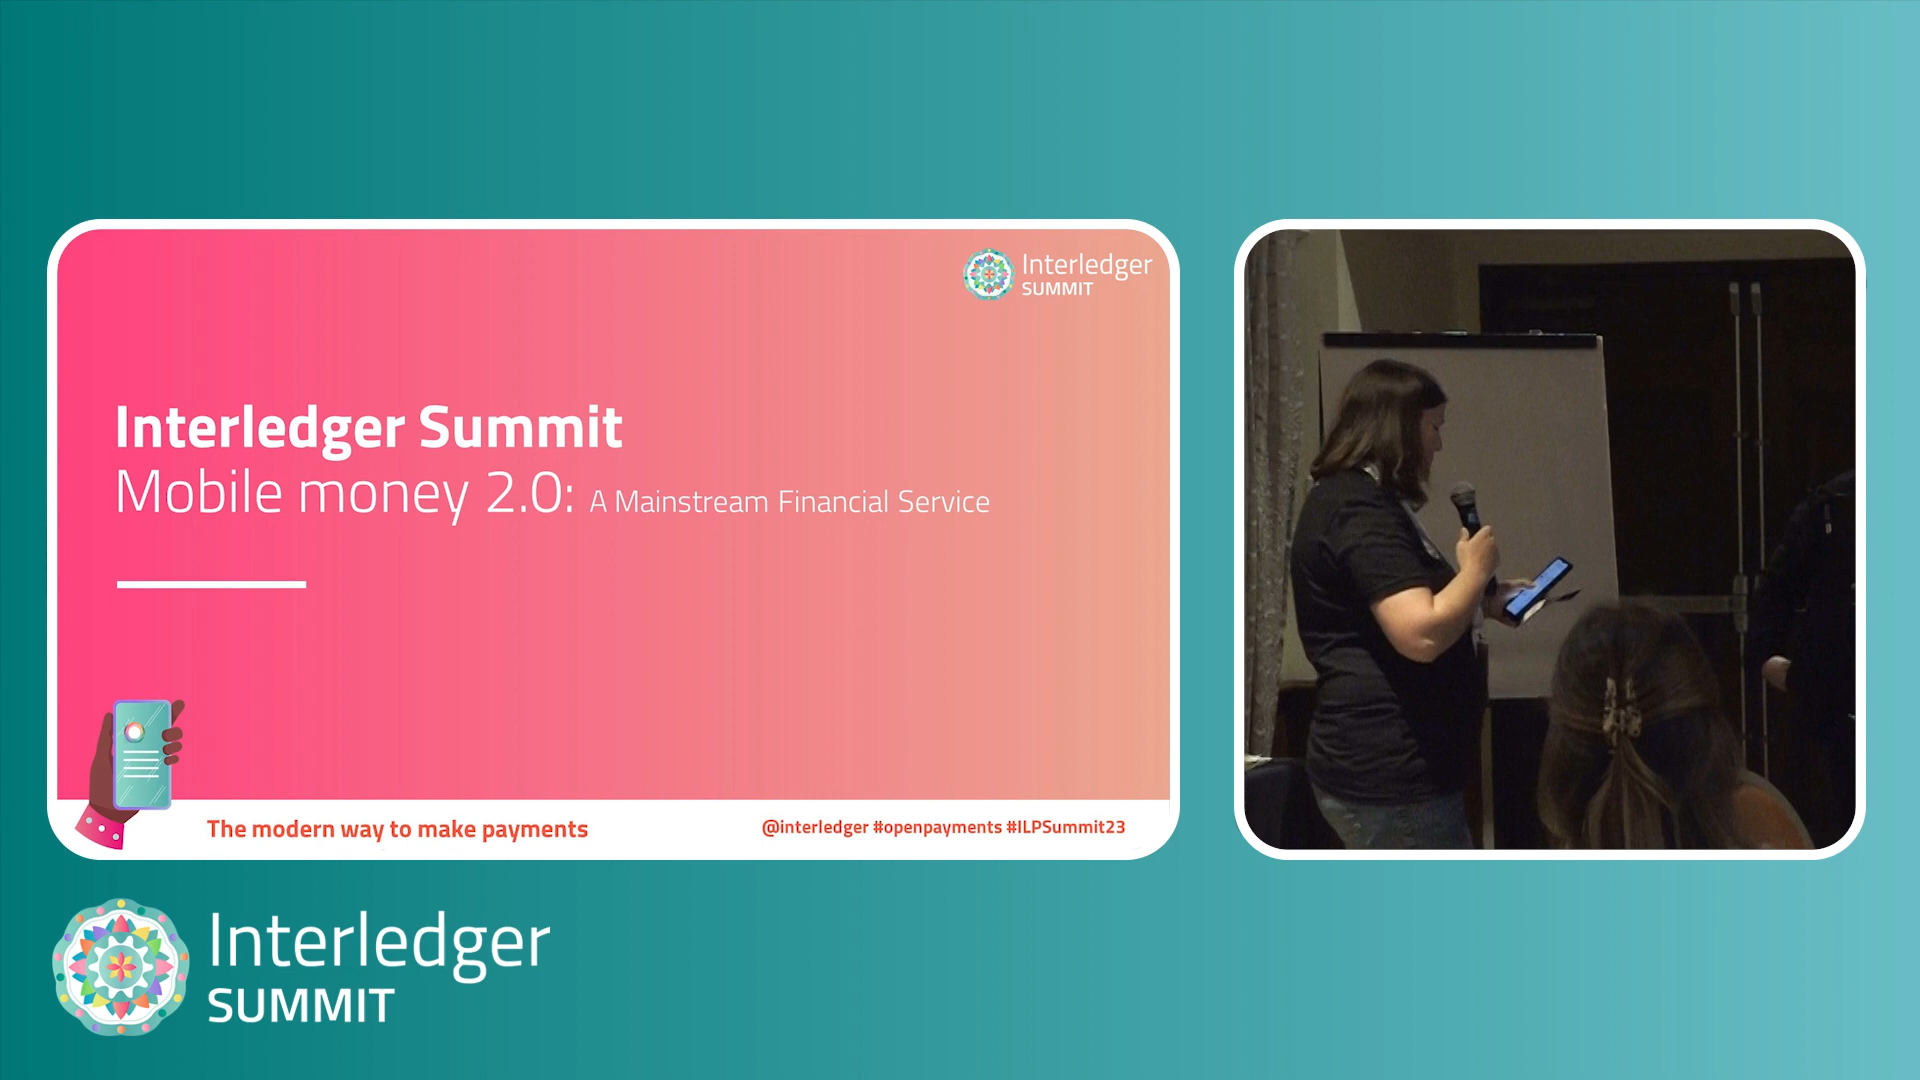 Interledger
SUMMIT
Interledger Summit
Mobile money 2.0: A Mainstream Financial Service
The modern way to make payments
@interledger #openpayments #ILPSummit23
Interledger
SUMMIT